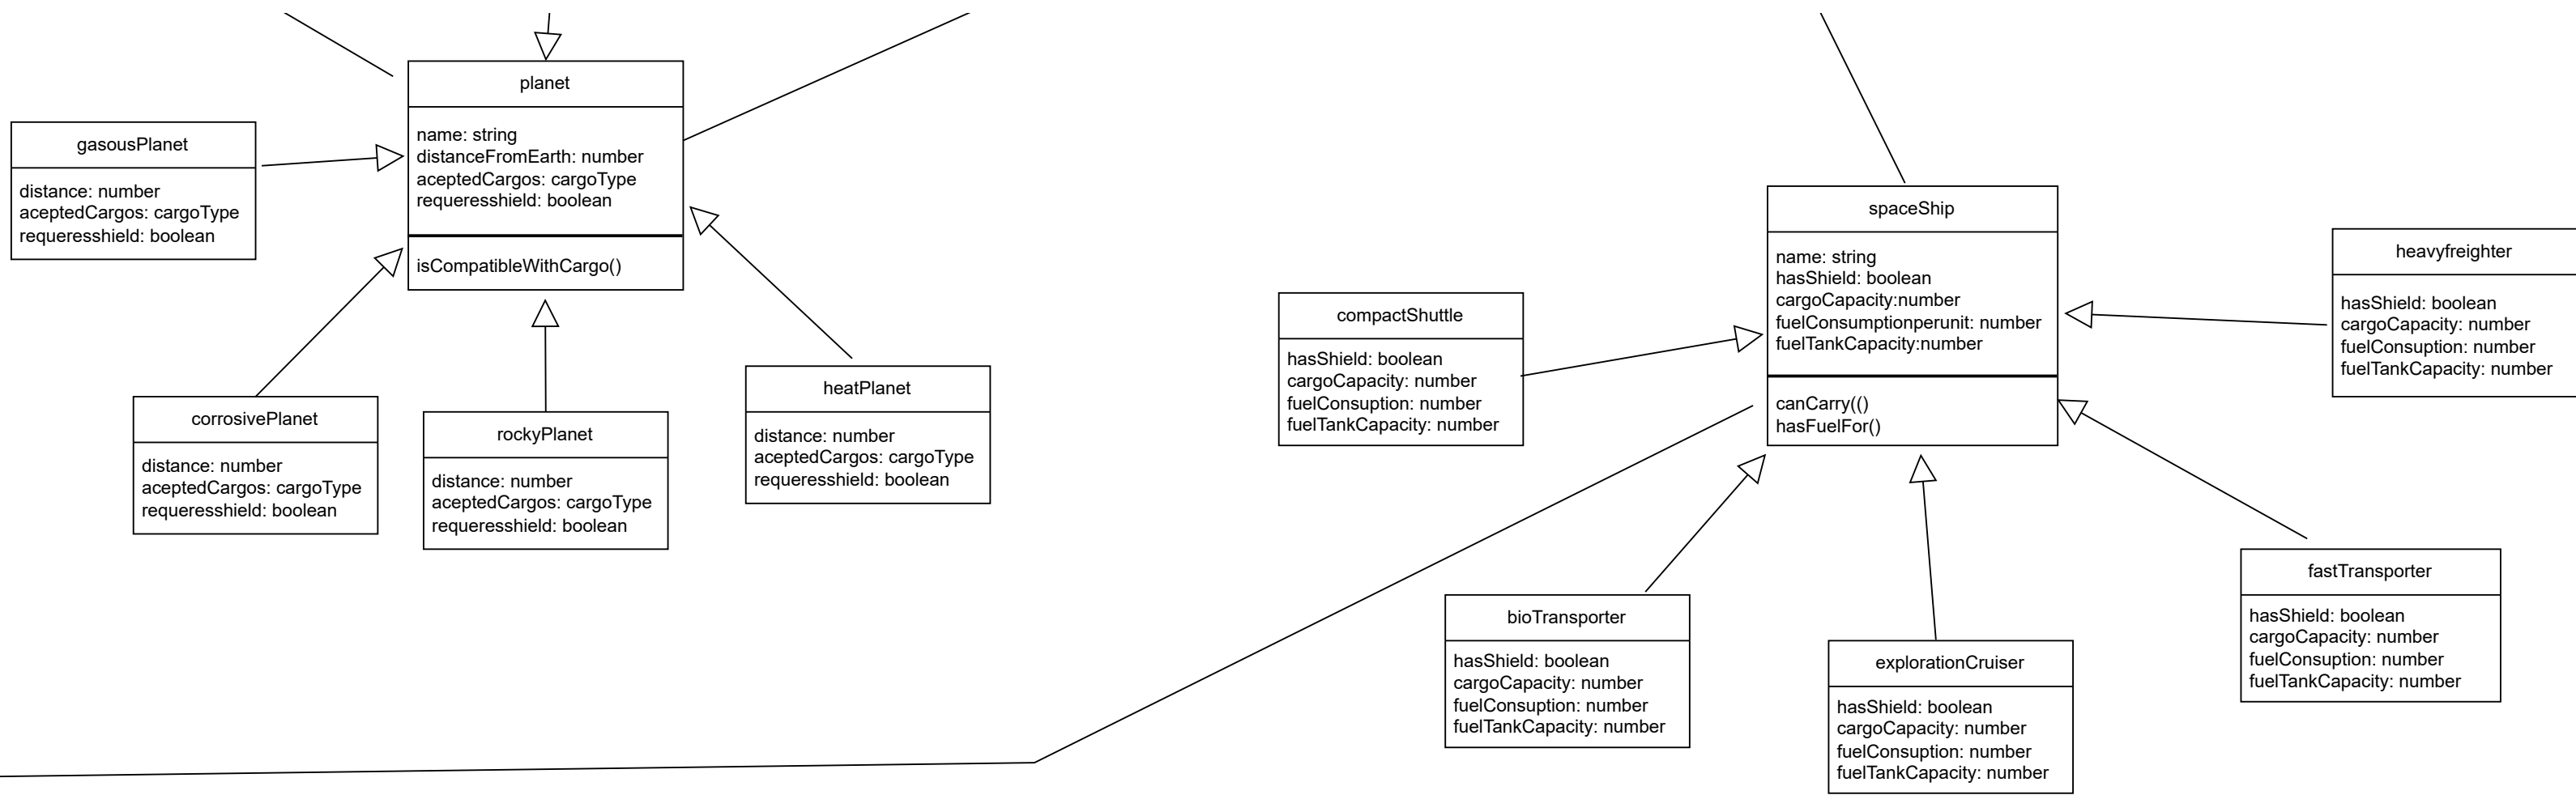 planet
name: string
distanceFromEarth: number
aceptedCargos: cargoType
requeresshield: boolean
isCompatibleWithCargo()
gasousPlanet
distance: number
aceptedCargos: cargoType
requeresshield: boolean
corrosivePlanet
distance: number
aceptedCargos: cargoType
requeresshield: boolean
rockyPlanet
distance: number
aceptedCargos: cargoType
requeresshield: boolean
heatPlanet
distance: number
aceptedCargos: cargoType
requeresshield: boolean
spaceShip
name: string
hasShield: boolean
cargoCapacity:number
fuelConsumptionperunit: number
fuelTankCapacity:number
canCarry(()
hasFuelFor()
compactShuttle
hasShield: boolean
cargoCapacity: number
fuelConsuption: number
fuelTankCapacity: number
heavyfreighter
hasShield: boolean
cargoCapacity: number
fuelConsuption: number
fuelTankCapacity: number
bioTransporter
hasShield: boolean
cargoCapacity: number
fuelConsuption: number
fuelTankCapacity: number
explorationCruiser
hasShield: boolean
cargoCapacity: number
fuelConsuption: number
fuelTankCapacity: number
fastTransporter
hasShield: boolean
cargoCapacity: number
fuelConsuption: number
fuelTankCapacity: number